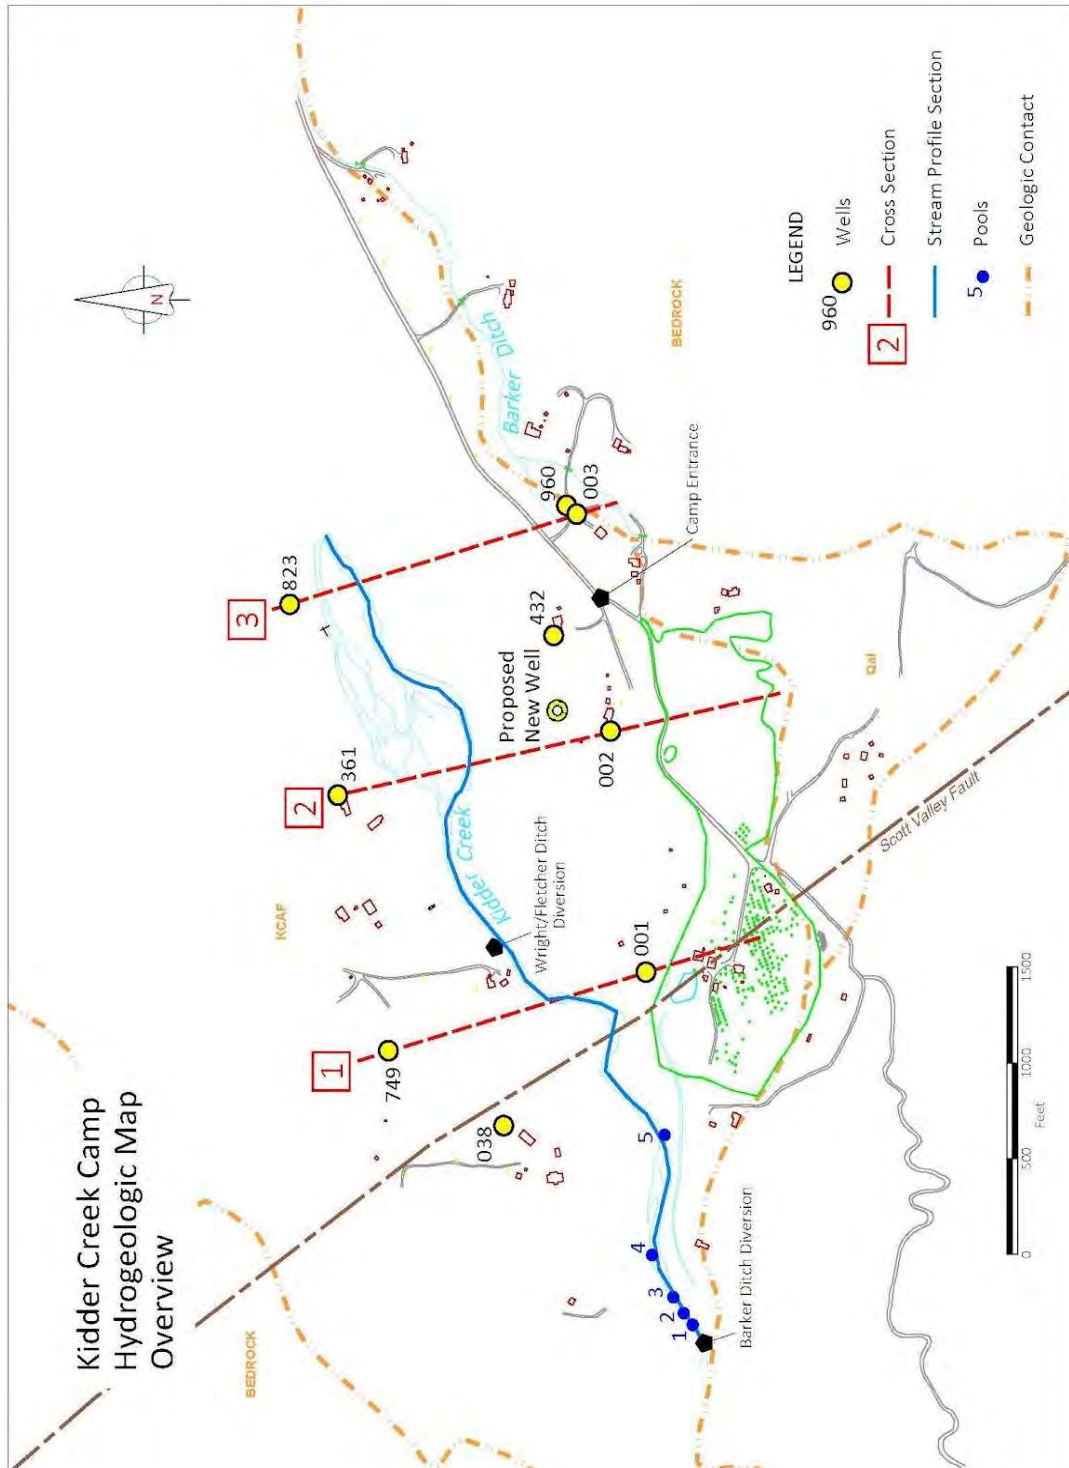 Kidder Creek Camp
Hydrogeologic Map
Overview
N
BEDROCK
KCAF
1
749
038
2
361
3
823
Kidder Creek
Wright/Fletcher Ditch
Diversion
Proposed
New Well
432
002
001
960
003
Barker Ditch
Camp Entrance
BEDROCK
Qal
Scott Valley Fault
5
4
3
2
1
Barker Ditch Diversion
0
500
1000
1500
Feet
LEGEND
960 Wells
2 Cross Section
Stream Profile Section
5 Pools
Geologic Contact